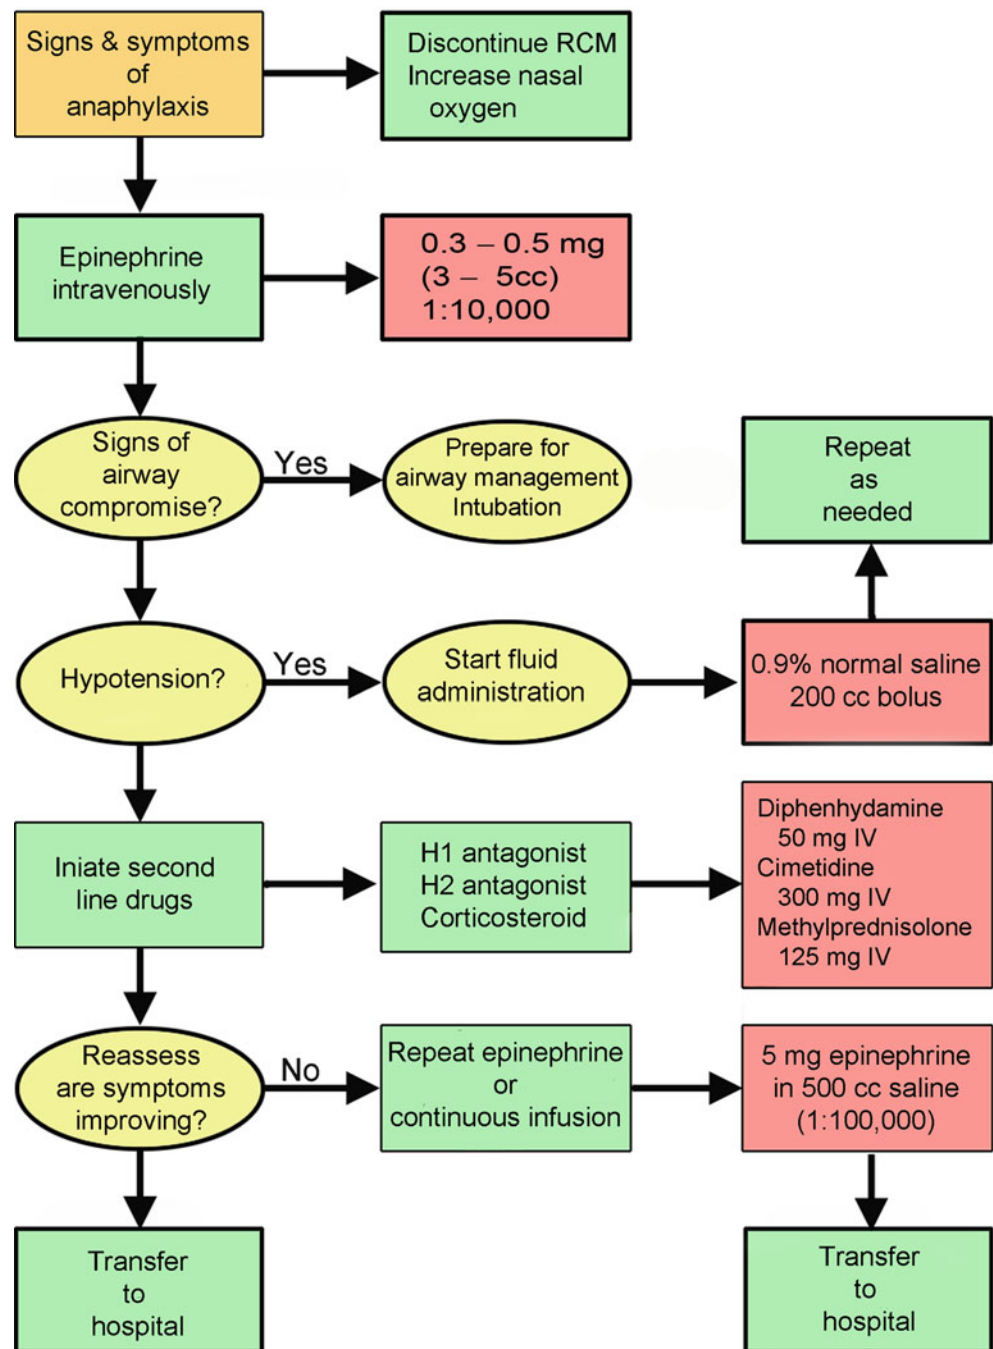 Signs & symptoms
of
anaphylaxis
Discontinue RCM
Increase nasal
oxygen
Epinephrine
intravenously
0.3 – 0.5 mg
(3 – 5cc)
1:10,000
Signs of
airway
compromise?
Yes
Prepare for
airway management
Intubation
Repeat
as
needed
Hypotension?
Yes
Start fluid
administration
0.9% normal saline
200 cc bolus
Iniate second
line drugs
H1 antagonist
H2 antagonist
Corticosteroid
Diphenhydamine
50 mg IV
Cimetidine
300 mg IV
Methylprednisolone
125 mg IV
Reassess
are symptoms
improving?
No
Repeat epinephrine
or
continuous infusion
5 mg epinephrine
in 500 cc saline
(1:100,000)
Transfer
to
hospital
Transfer
to
hospital